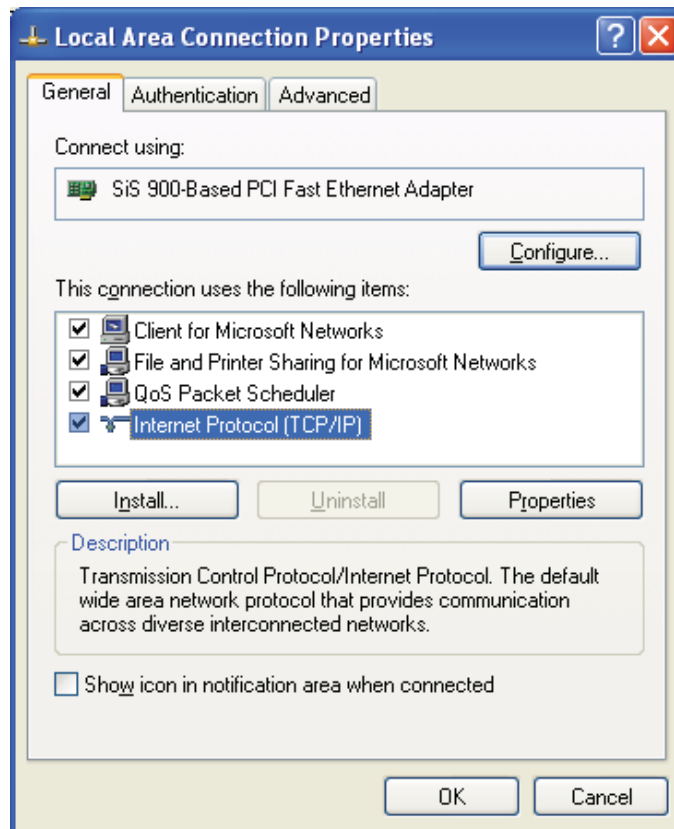 Local Area Connection Properties
General Authentication Advanced
Connect using:
SiS 900-Based PCI Fast Ethernet Adapter
Configure...
This connection uses the following items:
Client for Microsoft Networks
File and Printer Sharing for Microsoft Networks
QoS Packet Scheduler
Internet Protocol (TCP/IP)
Install... Uninstall Properties
Description
Transmission Control Protocol/Internet Protocol. The default
wide area network protocol that provides communication
across diverse interconnected networks.
Show icon in notification area when connected
OK Cancel